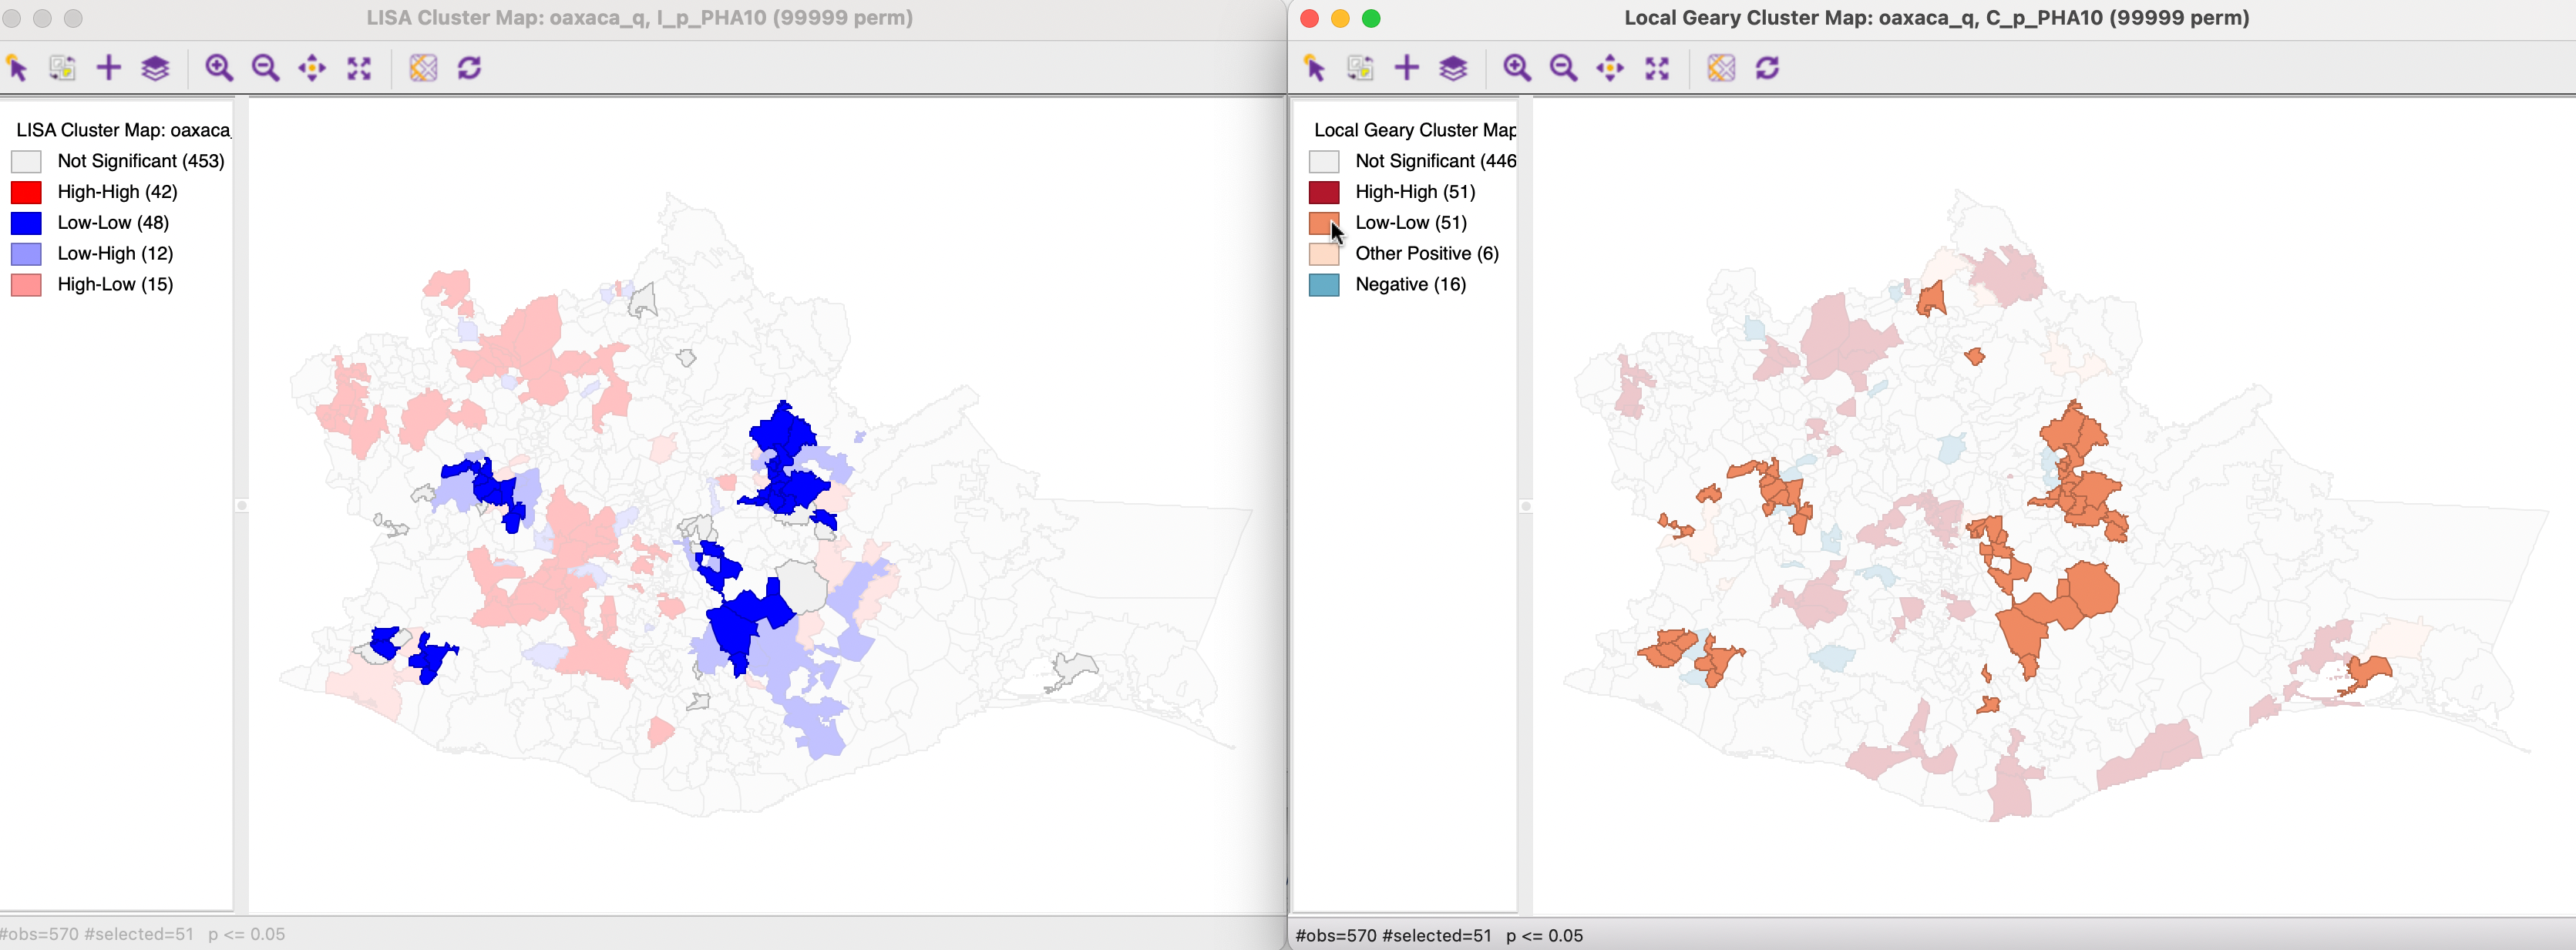 LISA Cluster Map: oaxaca_q, I_p_PHA10 (99999 perm)
LISA Cluster Map: oaxaca_
Not Significant (453)
High-High (42)
Low-Low (48)
Low-High (12)
High-Low (15)
#obs=570 #selected=51 p <= 0.05
Local Geary Cluster Map: oaxaca_q, C_p_PHA10 (99999 perm)
Local Geary Cluster Map
Not Significant (446
High-High (51)
Low-Low (51)
Other Positive (6)
Negative (16)
#obs=570 #selected=51 p <= 0.05